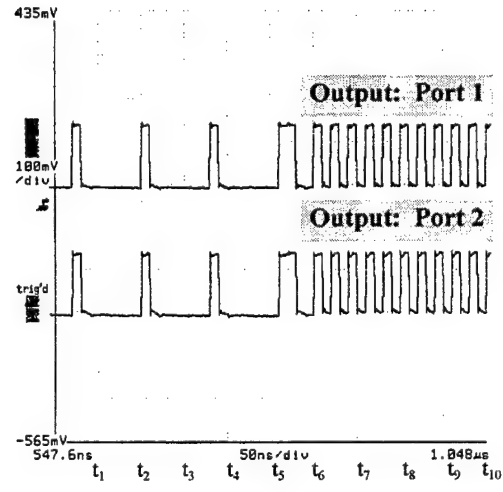 435mV
Output: Port 1
100mV
/div
Output: Port 2
trig'd
-565mV
547.6ns 50ns/div 1.048µs
t1 t2 t3 t4 t5 t6 t7 t8 t9 t10